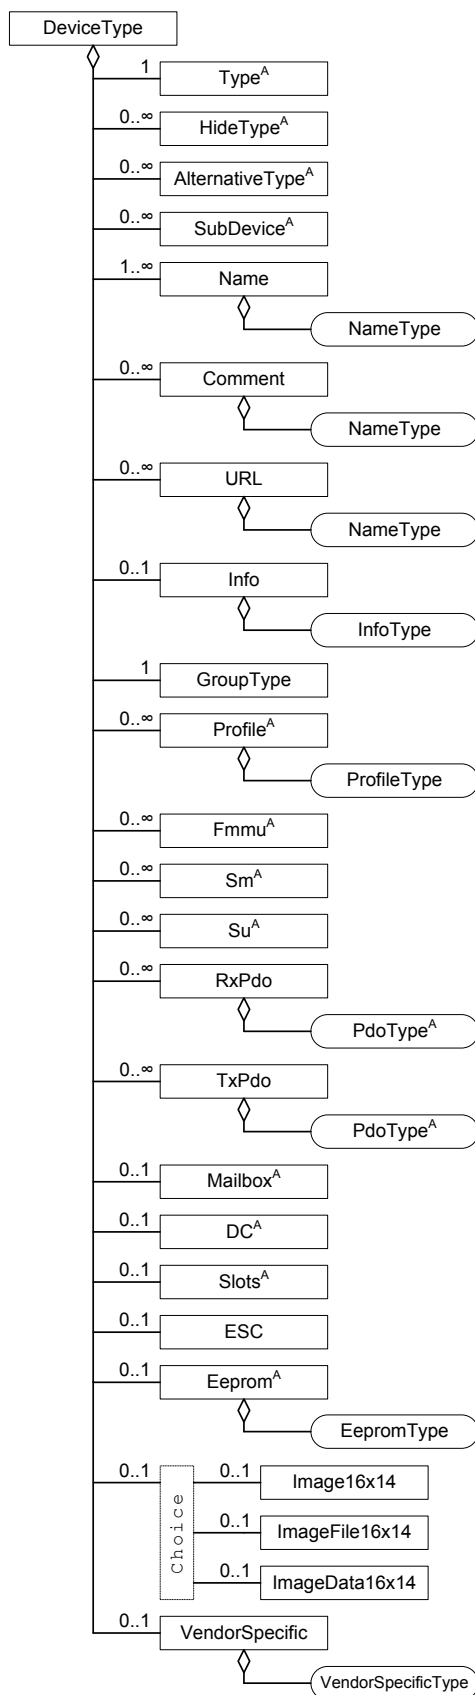 DeviceType
1 Type^A
0..∞ HideType^A
0..∞ AlternativeType^A
0..∞ SubDevice^A
1..∞ Name
NameType
0..∞ Comment
NameType
0..∞ URL
NameType
0..1 Info
InfoType
1 GroupType
0..∞ Profile^A
ProfileType
0..∞ Fmmu^A
0..∞ Sm^A
0..∞ Su^A
0..∞ RxPdo
PdoType^A
0..∞ TxPdo
PdoType^A
0..1 Mailbox^A
0..1 DC^A
0..1 Slots^A
0..1 ESC
0..1 Eeprom^A
EepromType
0..1 Choice
0..1 Image16x14
0..1 ImageFile16x14
0..1 ImageData16x14
0..1 VendorSpecific
VendorSpecificType